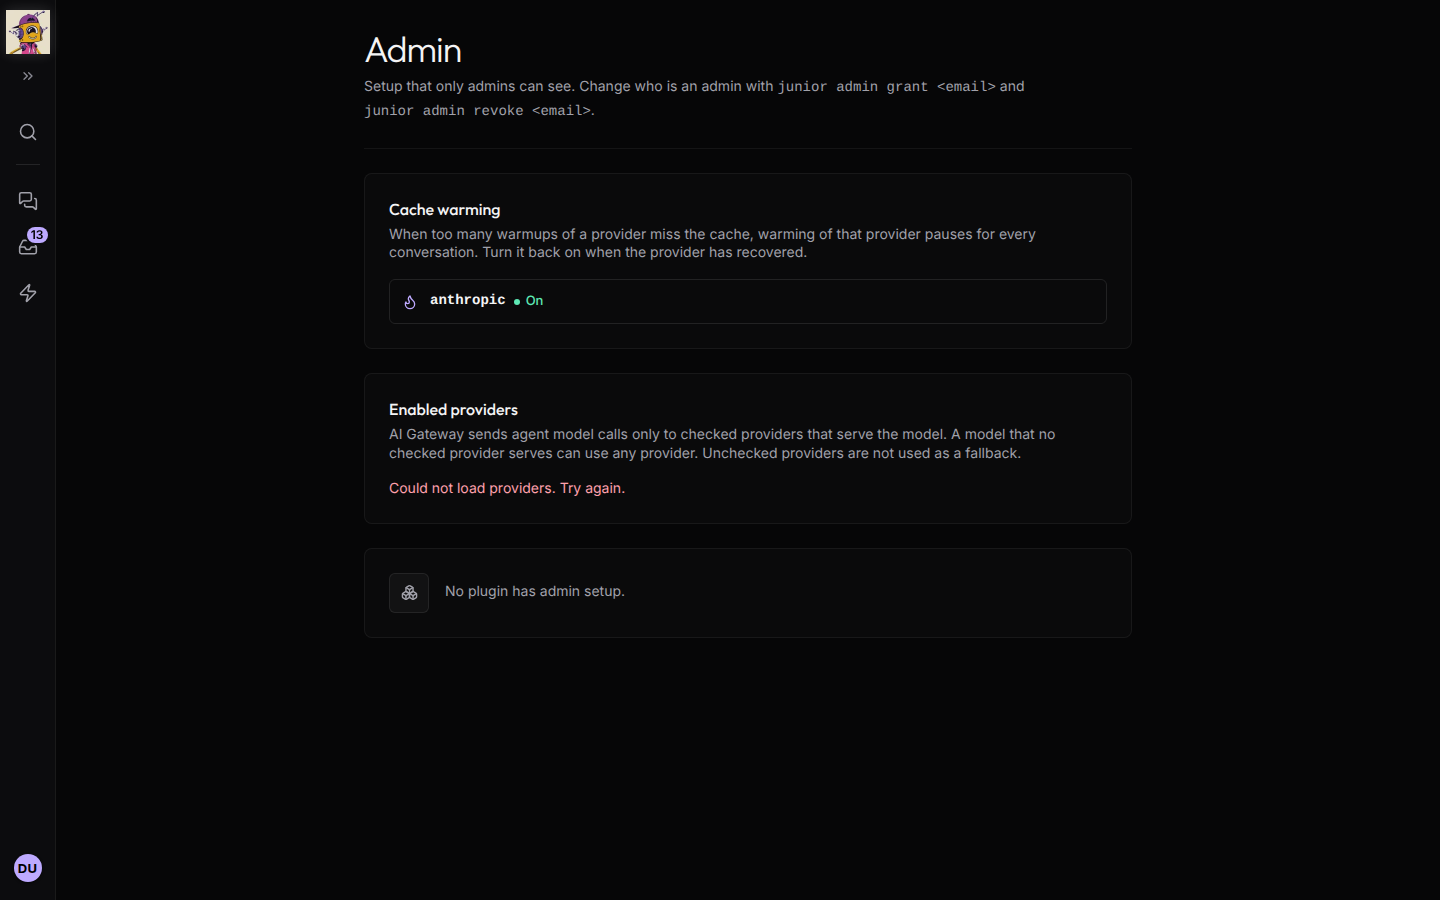 Admin
Setup that only admins can see. Change who is an admin with junior admin grant <email> and
junior admin revoke <email>.
Cache warming
When too many warmups of a provider miss the cache, warming of that provider pauses for every
conversation. Turn it back on when the provider has recovered.
13
anthropic On
Enabled providers
AI Gateway sends agent model calls only to checked providers that serve the model. A model that no
checked provider serves can use any provider. Unchecked providers are not used as a fallback.
Could not load providers. Try again.
No plugin has admin setup.
DU